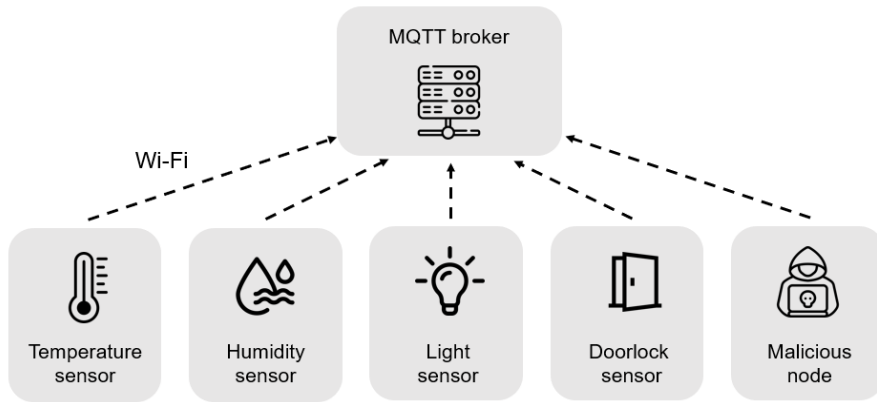 MQTT broker
Wi-Fi
Temperature
sensor
Humidity
sensor
Light
sensor
Doorlock
sensor
Malicious
node